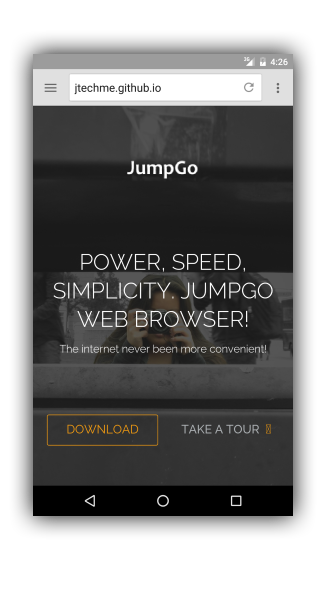 4:26
jtechme.github.io
JumpGo
POWER, SPEED,
SIMPLICITY. JUMPGO
WEB BROWSER!
The internet never been more convenient!
DOWNLOAD
TAKE A TOUR